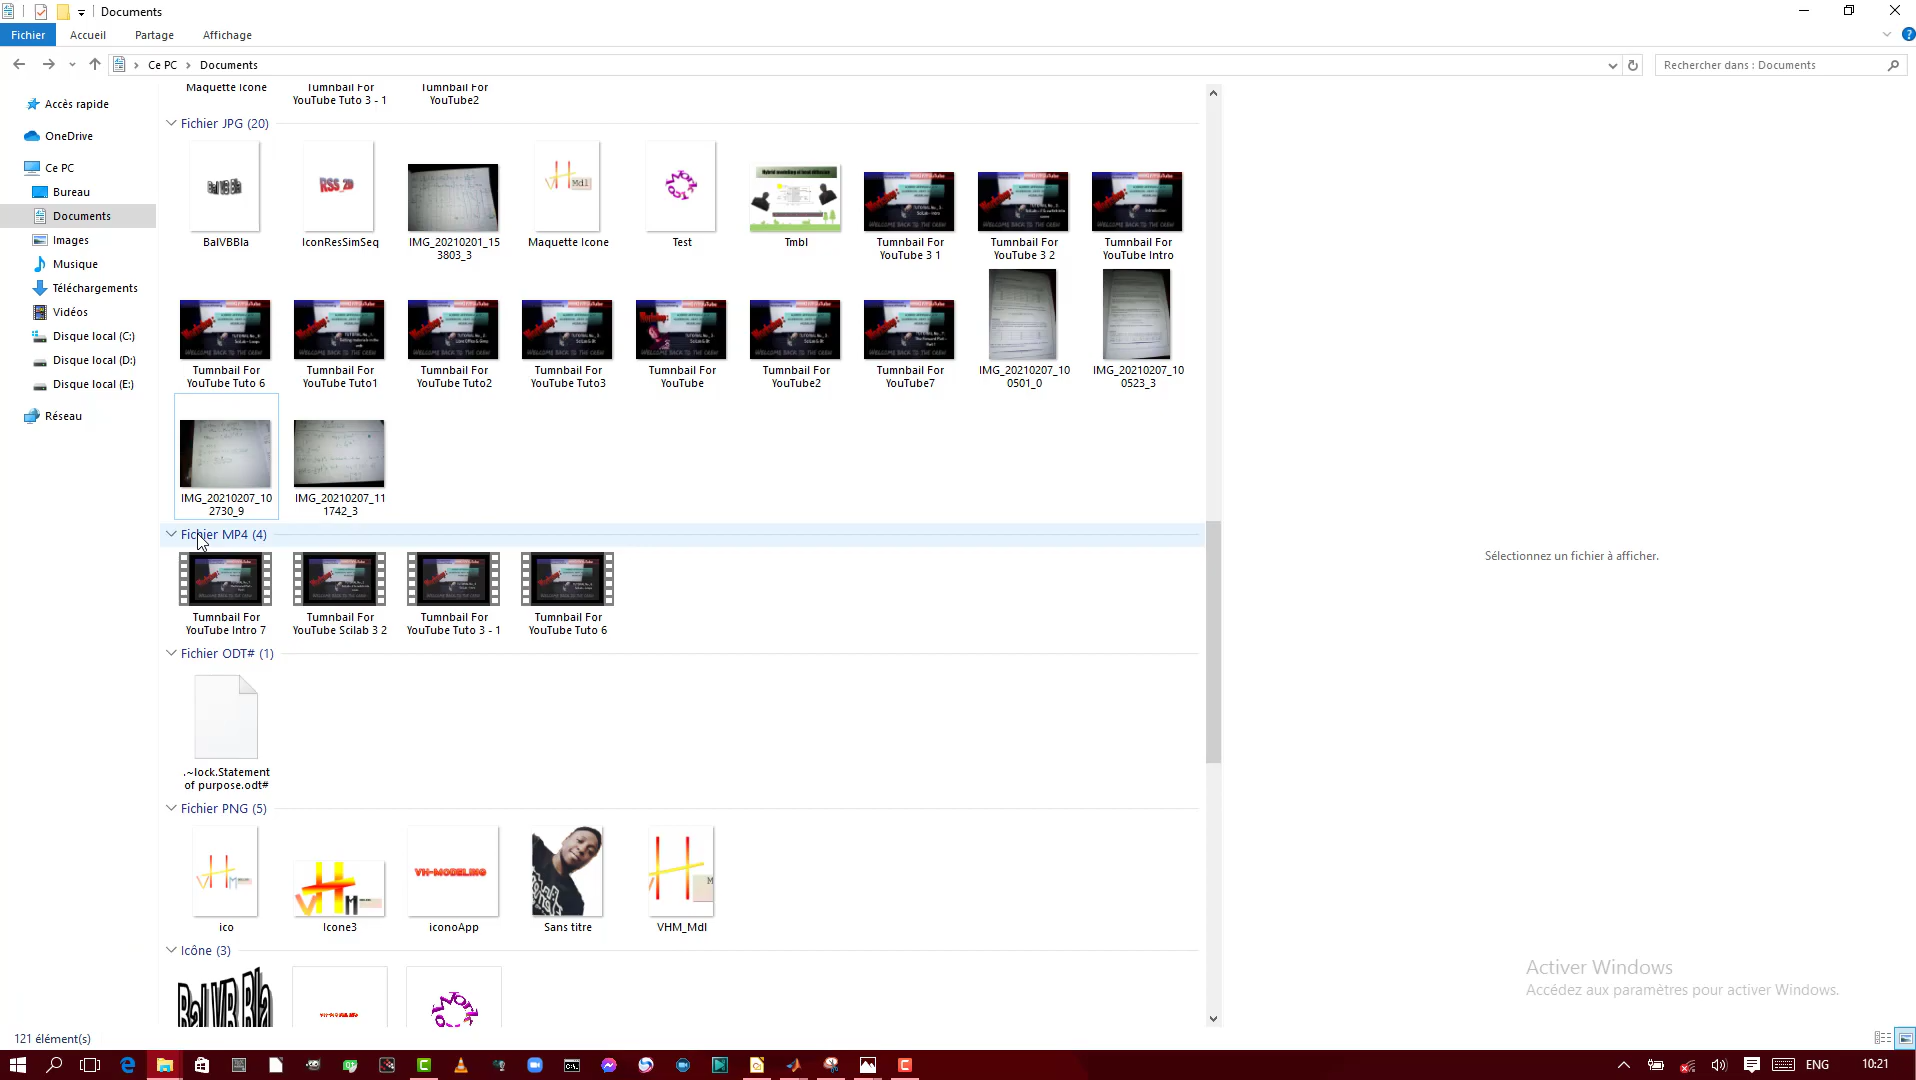 Documents
Fichier
Accueil
Partage
Affichage
Ce PC
Documents
Rechercher dans : Documents
Accès rapide
OneDrive
Ce PC
Bureau
Documents
Images
Musique
Téléchargements
Vidéos
Disque local (C:)
Disque local (D:)
Disque local (E:)
Réseau
Maquette Icone
Tumnbail For
YouTube Tuto 3 - 1
Tumnbail For
YouTube2
Fichier JPG (20)
BalVBBla
IconResSimSeq
IMG_20210201_15
3803_3
Maquette Icone
Test
Tmbl
Tumnbail For
YouTube 3 1
Tumnbail For
YouTube 3 2
Tumnbail For
YouTube Intro
Tumnbail For
YouTube Tuto 6
Tumnbail For
YouTube Tuto1
Tumnbail For
YouTube Tuto2
Tumnbail For
YouTube Tuto3
Tumnbail For
YouTube
Tumnbail For
YouTube2
Tumnbail For
YouTube7
IMG_20210207_10
0501_0
IMG_20210207_10
0523_3
IMG_20210207_10
2730_9
IMG_20210207_11
1742_3
Fichier MP4 (4)
Tumnbail For
YouTube Intro 7
Tumnbail For
YouTube Scilab 3 2
Tumnbail For
YouTube Tuto 3 - 1
Tumnbail For
YouTube Tuto 6
Fichier ODT# (1)
.~lock.Statement
of purpose.odt#
Fichier PNG (5)
VH-MODELING
ico
Icone3
iconoApp
Sans titre
VHM_Mdl
Icône (3)
Bal VB Bla
Sélectionnez un fichier à afficher.
Activer Windows
Accédez aux paramètres pour activer Windows.
121 élément(s)
ENG
10:21